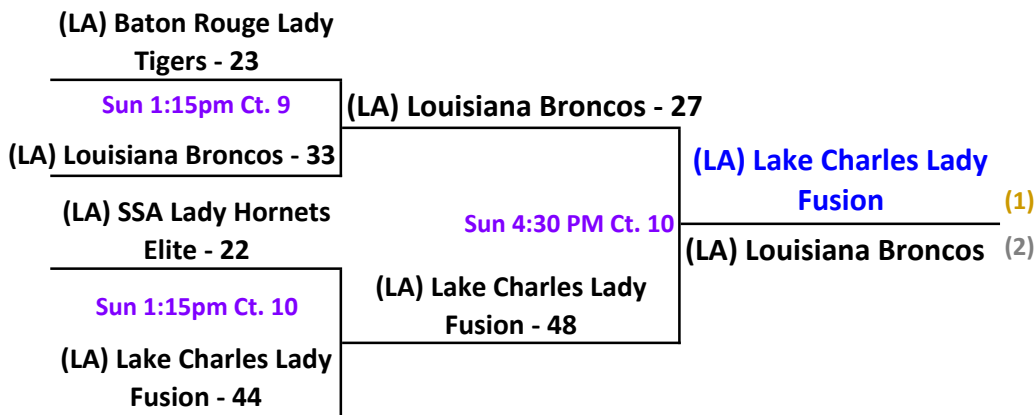 (LA) Baton Rouge Lady
Tigers - 23
Sun 1:15pm Ct. 9
(LA) Louisiana Broncos - 33
(LA) Louisiana Broncos - 27
(LA) SSA Lady Hornets
Elite - 22
Sun 1:15pm Ct. 10
(LA) Lake Charles Lady
Fusion - 44
Sun 4:30 PM Ct. 10
(LA) Lake Charles Lady
Fusion - 48
(LA) Lake Charles Lady
Fusion (1)
(LA) Louisiana Broncos (2)